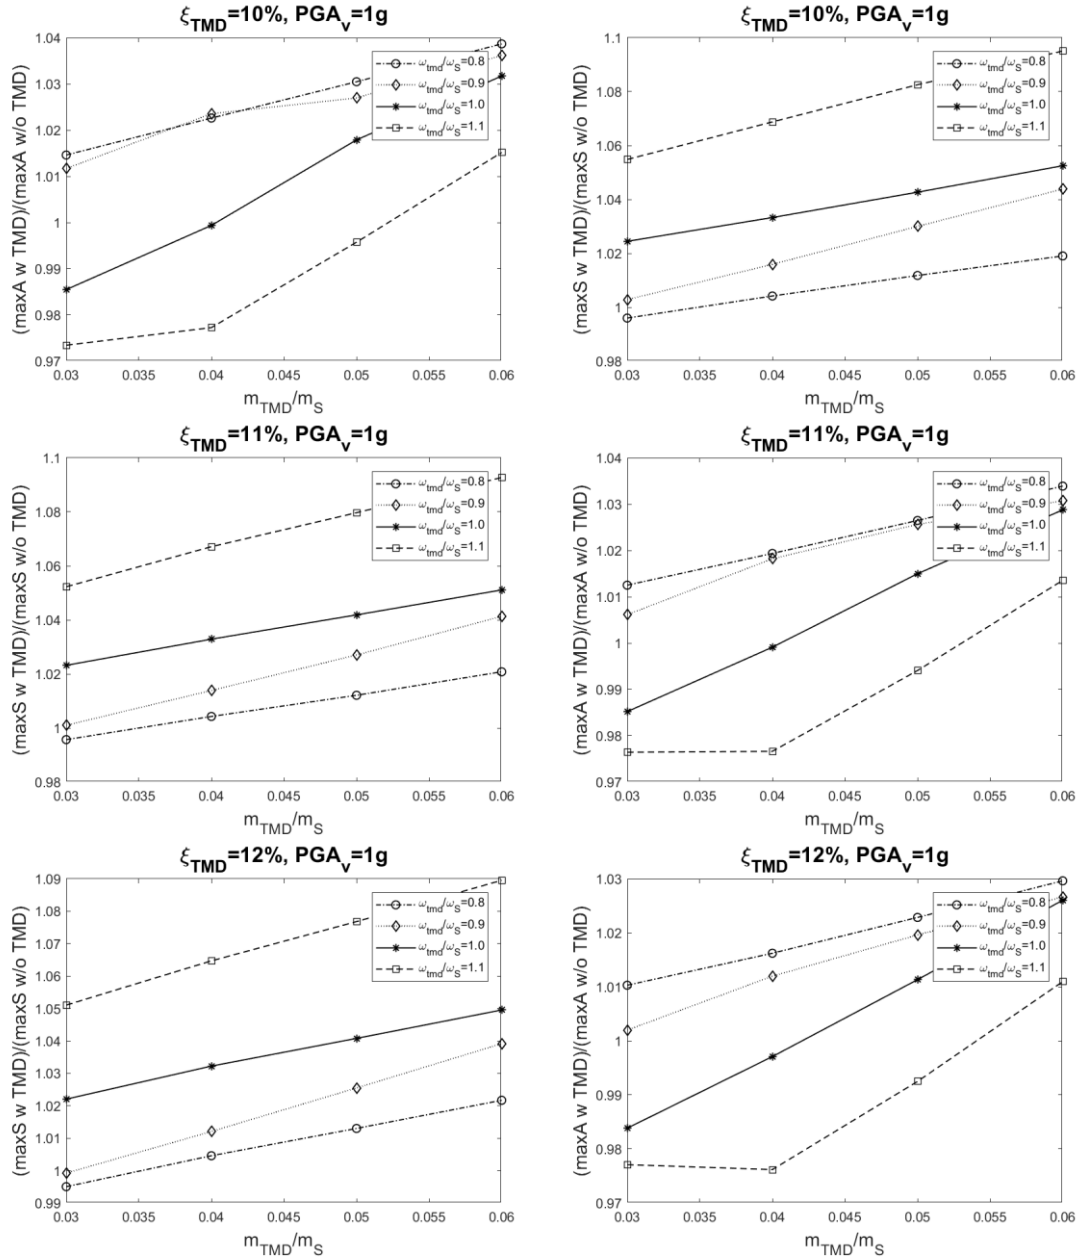 ξTMD=10%, PGAv=1g
(maxA w TMD)/(maxA w/o TMD)
1.04
1.03
1.02
1.01
1
0.99
0.98
0.97
0.03 0.035 0.04 0.045 0.05 0.055 0.06
mTMD/mS
ωtmd/ωS=0.8
ωtmd/ωS=0.9
ωtmd/ωS=1.0
ωtmd/ωS=1.1
ξTMD=10%, PGAv=1g
(maxS w TMD)/(maxS w/o TMD)
1.1
1.08
1.06
1.04
1.02
1
0.98
0.03 0.035 0.04 0.045 0.05 0.055 0.06
mTMD/mS
ωtmd/ωS=0.8
ωtmd/ωS=0.9
ωtmd/ωS=1.0
ωtmd/ωS=1.1
ξTMD=11%, PGAv=1g
(maxS w TMD)/(maxS w/o TMD)
1.1
1.08
1.06
1.04
1.02
1
0.98
0.03 0.035 0.04 0.045 0.05 0.055 0.06
mTMD/mS
ωtmd/ωS=0.8
ωtmd/ωS=0.9
ωtmd/ωS=1.0
ωtmd/ωS=1.1
ξTMD=11%, PGAv=1g
(maxA w TMD)/(maxA w/o TMD)
1.04
1.03
1.02
1.01
1
0.99
0.98
0.97
0.03 0.035 0.04 0.045 0.05 0.055 0.06
mTMD/mS
ωtmd/ωS=0.8
ωtmd/ωS=0.9
ωtmd/ωS=1.0
ωtmd/ωS=1.1
ξTMD=12%, PGAv=1g
(maxS w TMD)/(maxS w/o TMD)
1.09
1.08
1.07
1.06
1.05
1.04
1.03
1.02
1.01
1
0.99
0.03 0.035 0.04 0.045 0.05 0.055 0.06
mTMD/mS
ωtmd/ωS=0.8
ωtmd/ωS=0.9
ωtmd/ωS=1.0
ωtmd/ωS=1.1
ξTMD=12%, PGAv=1g
(maxA w TMD)/(maxA w/o TMD)
1.03
1.02
1.01
1
0.99
0.98
0.97
0.03 0.035 0.04 0.045 0.05 0.055 0.06
mTMD/mS
ωtmd/ωS=0.8
ωtmd/ωS=0.9
ωtmd/ωS=1.0
ωtmd/ωS=1.1